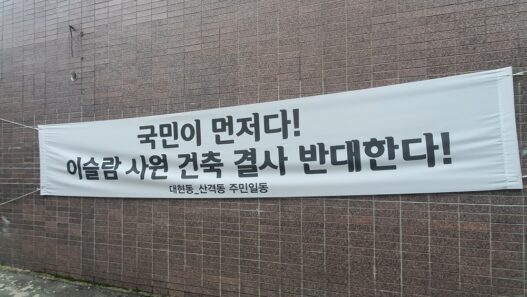 국민이 먼저다!
이슬람 사원 건축 결사 반대한다!
대현동_산격동 주민일동